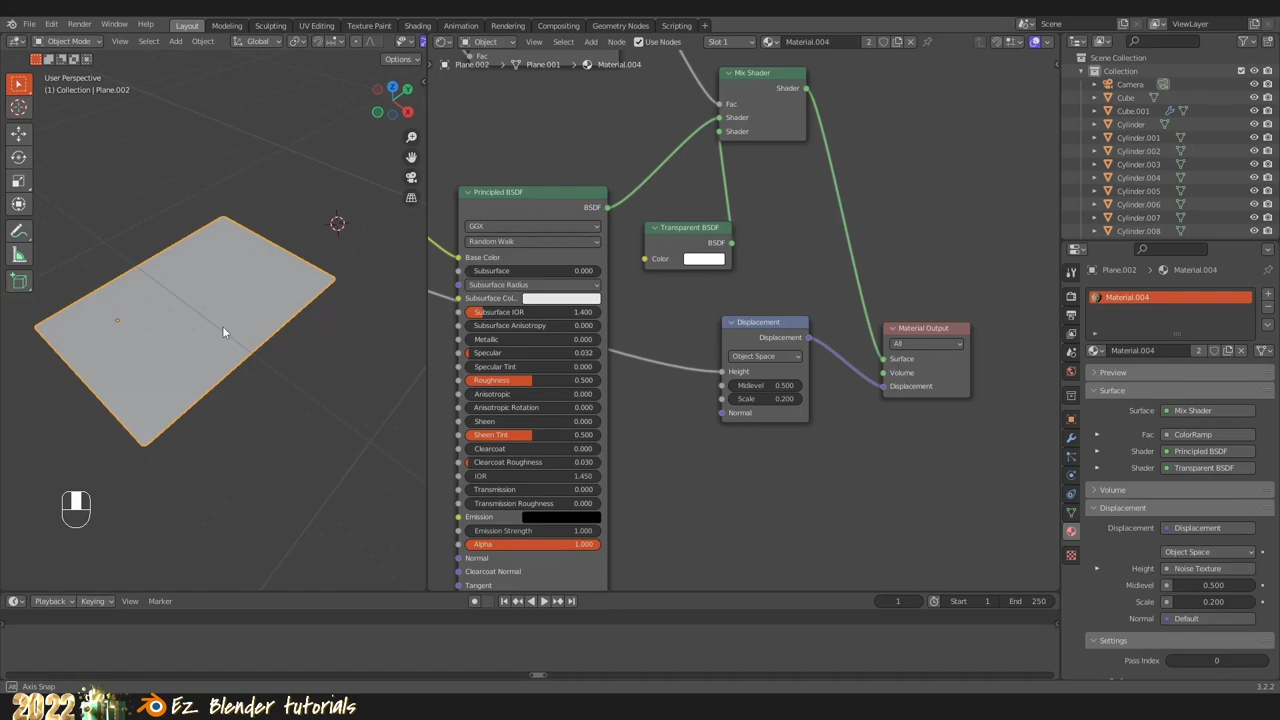 File Edit Render Window Help Layout Modeling Sculpting UV Editing Texture Paint Shading Animation Rendering Compositing Geometry Nodes Scripting + Scene ViewLayer
Object Mode View Select Add Object Global Object View Select Add Node Use Nodes Slot 1 Material.004 2
Options
Plane.002 Plane.001 Material.004
User Perspective
(1) Collection | Plane.002
Fac
Mix Shader
Shader
Fac
Shader
Shader
Principled BSDF
BSDF
GGX
Random Walk
Base Color
Subsurface 0.000
Subsurface Radius
Subsurface Col...
Subsurface IOR 1.400
Subsurface Anisotropy 0.000
Metallic 0.000
Specular 0.032
Specular Tint 0.000
Roughness 0.500
Anisotropic 0.000
Anisotropic Rotation 0.000
Sheen 0.000
Sheen Tint 0.500
Clearcoat 0.000
Clearcoat Roughness 0.030
IOR 1.450
Transmission 0.000
Transmission Roughness 0.000
Emission
Emission Strength 1.000
Alpha 1.000
Normal
Clearcoat Normal
Tangent
Transparent BSDF
BSDF
Color
Displacement
Displacement
Object Space
Height
Midlevel 0.500
Scale 0.200
Normal
Material Output
All
Surface
Volume
Displacement
Scene Collection
Collection
Camera
Cube
Cube.001
Cylinder
Cylinder.001
Cylinder.002
Cylinder.003
Cylinder.004
Cylinder.005
Cylinder.006
Cylinder.007
Cylinder.008
Plane.002 Material.004
Material.004
Material.004 2
Preview
Surface
Surface Mix Shader
Fac ColorRamp
Shader Principled BSDF
Shader Transparent BSDF
Volume
Displacement
Displacement Displacement
Object Space
Height Noise Texture
Midlevel 0.500
Scale 0.200
Normal Default
Settings
Pass Index 0
Playback Keying View Marker 1 Start 1 End 250
Alt Axis Snap 3.2.2
2022 Ez Blender tutorials